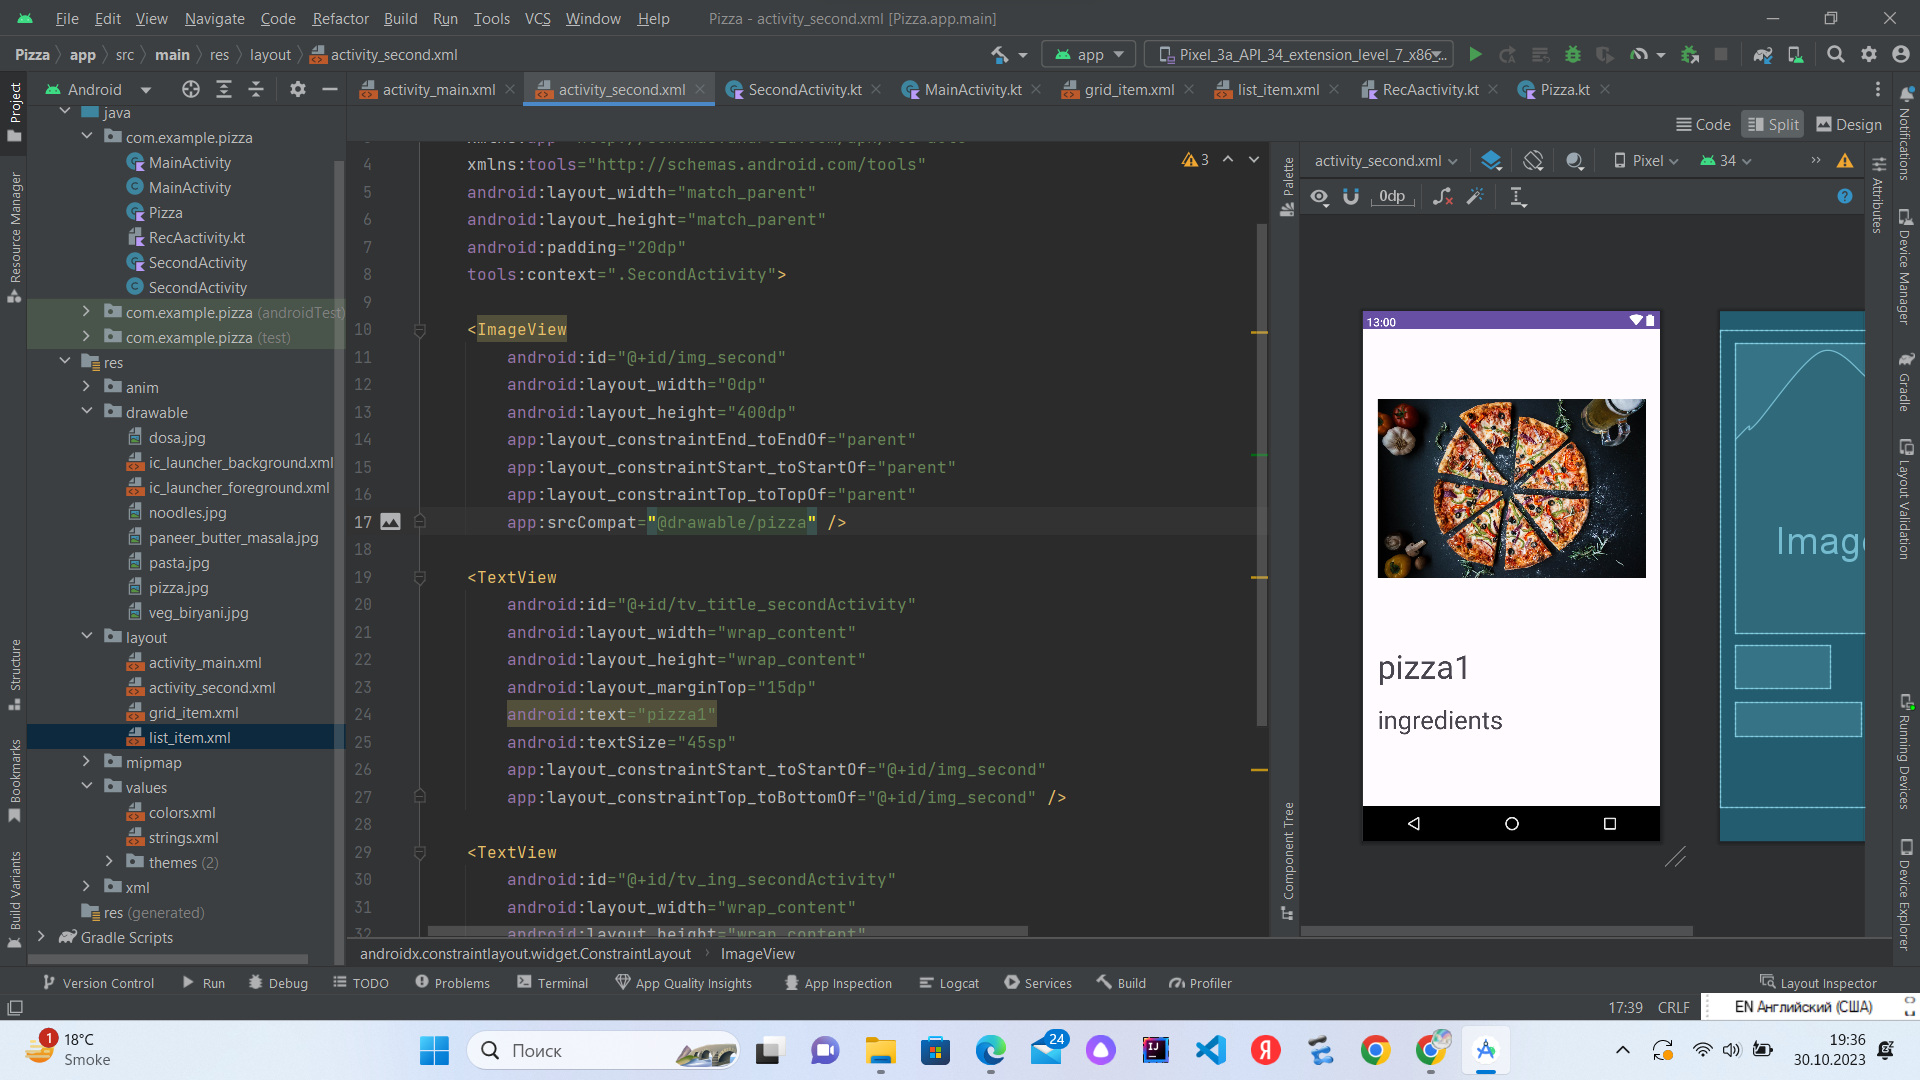 File Edit View Navigate Code Refactor Build Run Tools VCS Window Help Pizza - activity_second.xml [Pizza.app.main]
Pizza app src main res layout activity_second.xml app Pixel_3a_API_34_extension_level_7_x86...
Project Android activity_main.xml activity_second.xml SecondActivity.kt MainActivity.kt grid_item.xml list_item.xml RecAactivity.kt Pizza.kt
Code Split Design
Resource Manager
Structure
Bookmarks
Build Variants
java
com.example.pizza
MainActivity
MainActivity
Pizza
RecAactivity.kt
SecondActivity
SecondActivity
com.example.pizza (androidTest)
com.example.pizza (test)
res
anim
drawable
dosa.jpg
ic_launcher_background.xml
ic_launcher_foreground.xml
noodles.jpg
paneer_butter_masala.jpg
pasta.jpg
pizza.jpg
veg_biryani.jpg
layout
activity_main.xml
activity_second.xml
grid_item.xml
list_item.xml
mipmap
values
colors.xml
strings.xml
themes (2)
xml
res (generated)
Gradle Scripts
3
4 xmlns:tools="http://schemas.android.com/tools"
5 android:layout_width="match_parent"
6 android:layout_height="match_parent"
7 android:padding="20dp"
8 tools:context=".SecondActivity">
9
10 <ImageView
11 android:id="@+id/img_second"
12 android:layout_width="0dp"
13 android:layout_height="400dp"
14 app:layout_constraintEnd_toEndOf="parent"
15 app:layout_constraintStart_toStartOf="parent"
16 app:layout_constraintTop_toTopOf="parent"
17 app:srcCompat="@drawable/pizza" />
18
19 <TextView
20 android:id="@+id/tv_title_secondActivity"
21 android:layout_width="wrap_content"
22 android:layout_height="wrap_content"
23 android:layout_marginTop="15dp"
24 android:text="pizza1"
25 android:textSize="45sp"
26 app:layout_constraintStart_toStartOf="@+id/img_second"
27 app:layout_constraintTop_toBottomOf="@+id/img_second" />
28
29 <TextView
30 android:id="@+id/tv_ing_secondActivity"
31 android:layout_width="wrap_content"
32 android:layout_height="wrap_content"
androidx.constraintlayout.widget.ConstraintLayout ImageView
Palette
Component Tree
activity_second.xml Pixel 34
0dp
13:00
pizza1
ingredients
Image
Attributes
Notifications
Device Manager
Gradle
Layout Validation
Running Devices
Device Explorer
Version Control Run Debug TODO Problems Terminal App Quality Insights App Inspection Logcat Services Build Profiler Layout Inspector
17:39 CRLF EN Английский (США)
1 18°C
Smoke
Поиск
24
IJ
Я
19:36
30.10.2023